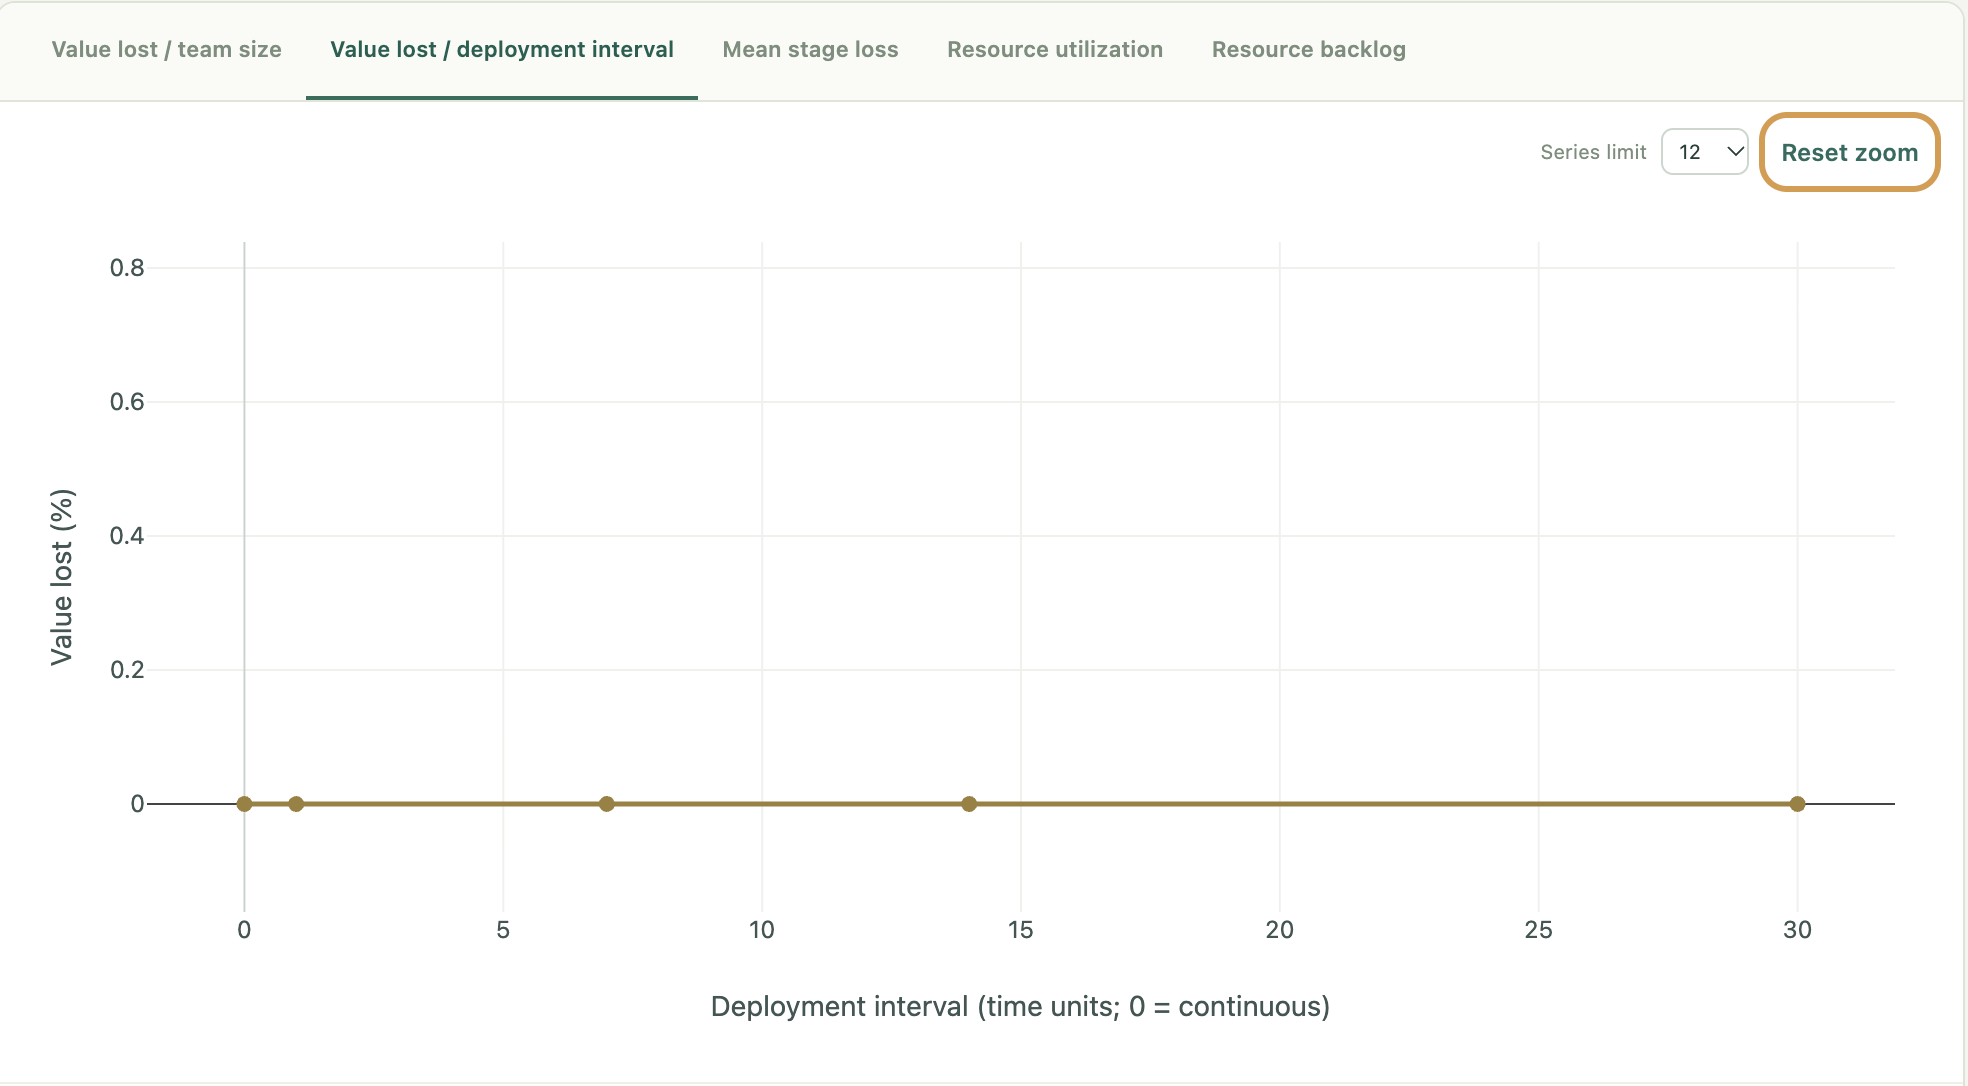 Value lost / team size
Value lost / deployment interval
Mean stage loss
Resource utilization
Resource backlog
Series limit
12
Reset zoom
Value lost (%)
0.8
0.6
0.4
0.2
0
0
5
10
15
20
25
30
Deployment interval (time units; 0 = continuous)